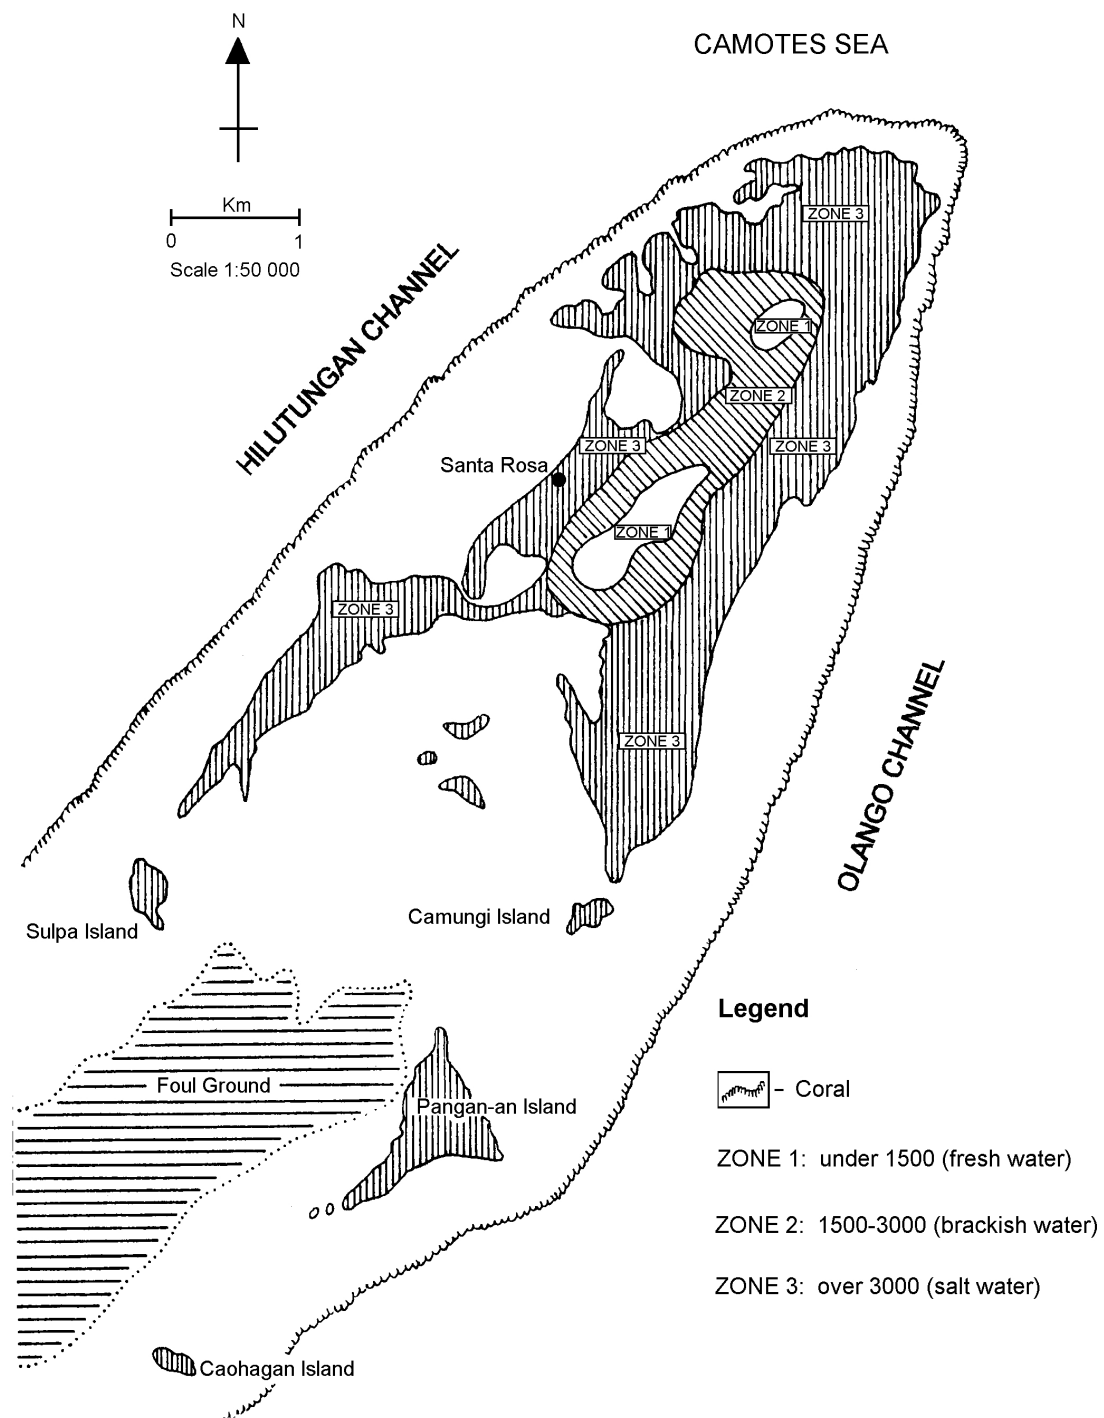 N
CAMOTES SEA
Km
0 1
Scale 1:50 000
HILUTUNGAN CHANNEL
ZONE 3
ZONE 1
ZONE 2
ZONE 3
ZONE 3
Santa Rosa
ZONE 1
ZONE 3
ZONE 3
OLANGO CHANNEL
Sulpa Island
Camungi Island
Foul Ground
Pangan-an Island
Caohagan Island
Legend
– Coral
ZONE 1: under 1500 (fresh water)
ZONE 2: 1500-3000 (brackish water)
ZONE 3: over 3000 (salt water)